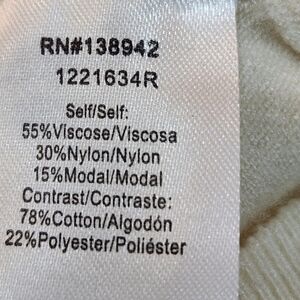 RN#138942
1221634R
Self/Self:
55%Viscose/Viscosa
30%Nylon/Nylon
15%Modal/Modal
Contrast/Contraste:
78%Cotton/Algodón
22%Polyester/Poliéster